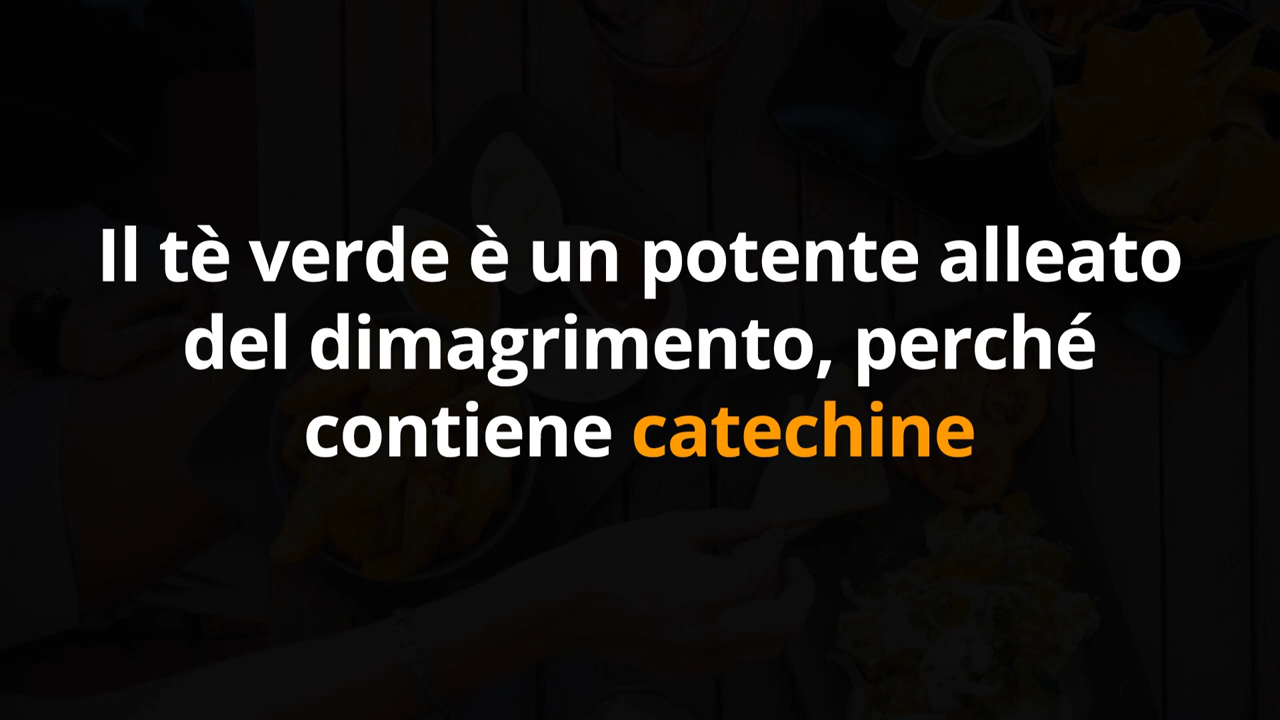 Il tè verde è un potente alleato
del dimagrimento, perché
contiene catechine